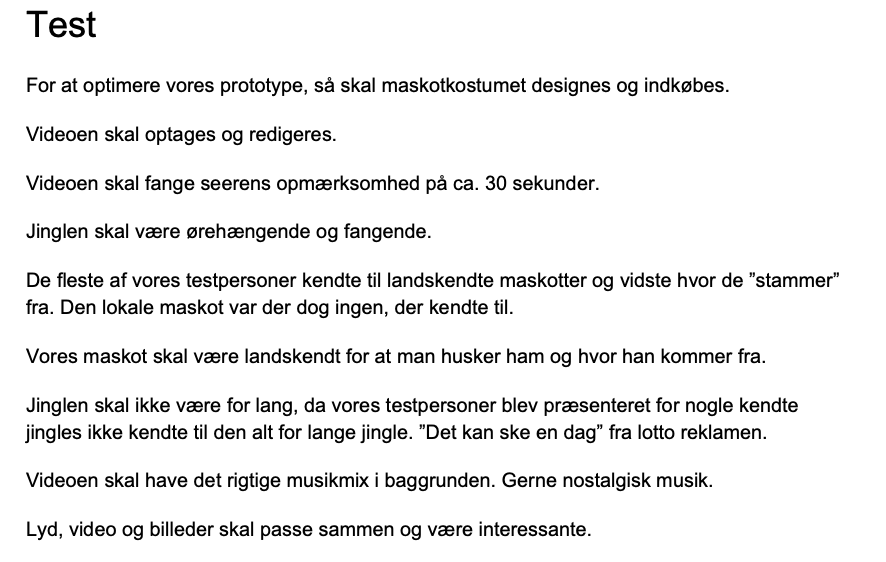 Test
For at optimere vores prototype, så skal maskotkostumet designes og indkøbes.
Videoen skal optages og redigeres.
Videoen skal fange seerens opmærksomhed på ca. 30 sekunder.
Jinglen skal være ørehængende og fangende.
De fleste af vores testpersoner kendte til landskendte maskotter og vidste hvor de ”stammer”
fra. Den lokale maskot var der dog ingen, der kendte til.
Vores maskot skal være landskendt for at man husker ham og hvor han kommer fra.
Jinglen skal ikke være for lang, da vores testpersoner blev præsenteret for nogle kendte
jingles ikke kendte til den alt for lange jingle. ”Det kan ske en dag” fra lotto reklamen.
Videoen skal have det rigtige musikmix i baggrunden. Gerne nostalgisk musik.
Lyd, video og billeder skal passe sammen og være interessante.